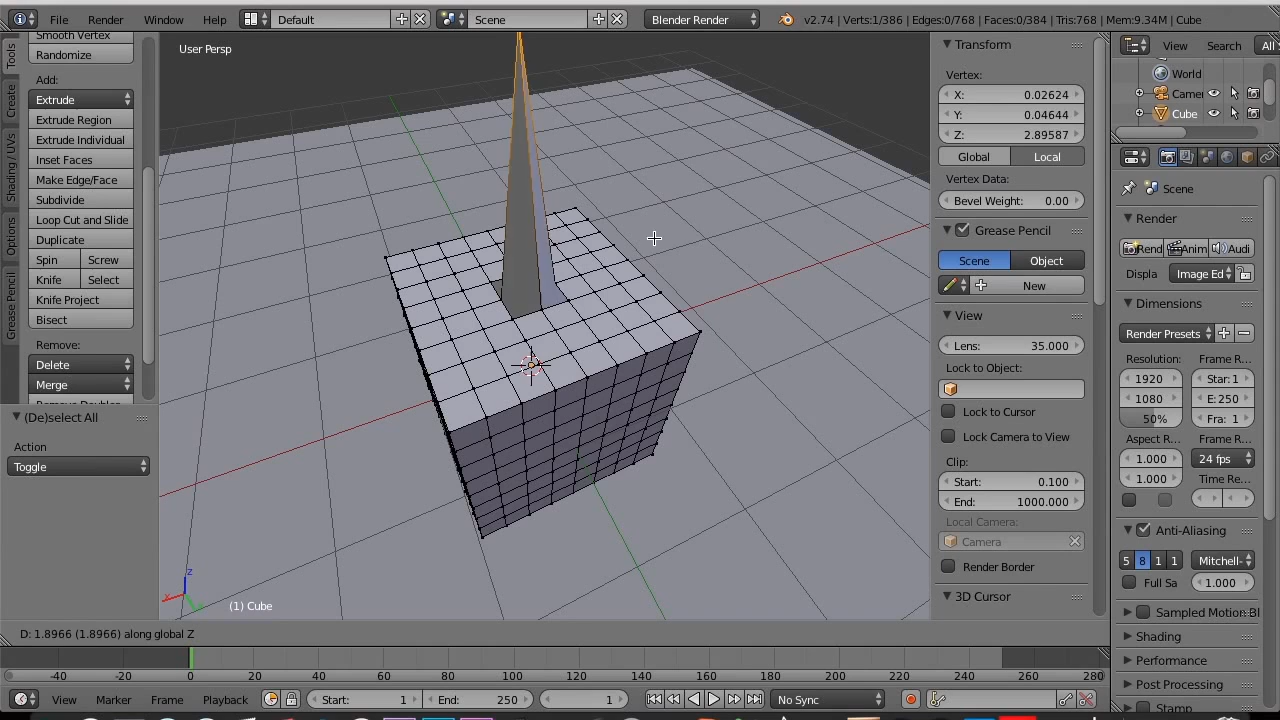 File Render Window Help Default Scene Blender Render v2.74 | Verts:1/386 | Edges:0/768 | Faces:0/384 | Tris:768 | Mem:9.34M | Cube
Tools
Create
Shading / UVs
Options
Grease Pencil
Smooth Vertex
Randomize
Add:
Extrude
Extrude Region
Extrude Individual
Inset Faces
Make Edge/Face
Subdivide
Loop Cut and Slide
Duplicate
Spin Screw
Knife Select
Knife Project
Bisect
Remove:
Delete
Merge
(De)select All
Action
Toggle
User Persp
z
x
(1) Cube
D: 1.8966 (1.8966) along global Z
Transform
Vertex:
X: 0.02624
Y: 0.04644
Z: 2.89587
Global Local
Vertex Data:
Bevel Weight: 0.00
Grease Pencil
Scene Object
New
View
Lens: 35.000
Lock to Object:
Lock to Cursor
Lock Camera to View
Clip:
Start: 0.100
End: 1000.000
Local Camera:
Camera
Render Border
3D Cursor
View Search All
World
Camer
Cube
Scene
Render
Rend Anim Audi
Displa Image Ed
Dimensions
Render Presets
Resolution: Frame R...
1920 Star: 1
1080 E: 250
50% Fra: 1
Aspect R... Frame R...
1.000 24 fps
1.000 Time Re...
Anti-Aliasing
5 8 1 1 Mitchell-
Full Sa 1.000
Sampled Motion Bl
Shading
Performance
Post Processing
Stamp
-40 -20 0 20 40 60 80 100 120 140 160 180 200 220 240 260 280
View Marker Frame Playback Start: 1 End: 250 1 No Sync